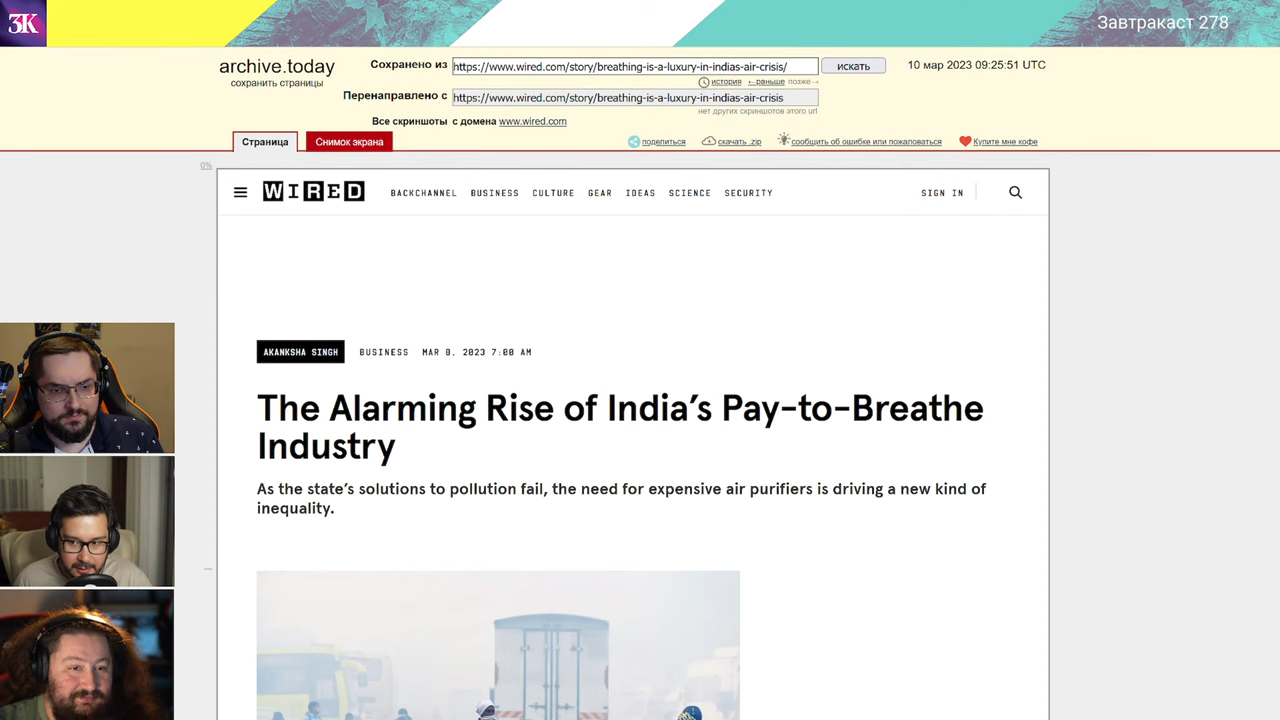 ЗК
Завтракаст 278
archive.today
сохранить страницы
Сохранено из
https://www.wired.com/story/breathing-is-a-luxury-in-indias-air-crisis/
искать
10 мар 2023 09:25:51 UTC
история ←раньше позже→
Перенаправлено с
https://www.wired.com/story/breathing-is-a-luxury-in-indias-air-crisis
нет других скриншотов этого url
Все скриншоты с домена www.wired.com
Страница
Снимок экрана
поделиться
скачать .zip
сообщить об ошибке или пожаловаться
Купите мне кофе
0%
WIRED
BACKCHANNEL BUSINESS CULTURE GEAR IDEAS SCIENCE SECURITY
SIGN IN
AKANKSHA SINGH
BUSINESS
MAR 8, 2023 7:00 AM
The Alarming Rise of India’s Pay-to-Breathe
Industry
As the state’s solutions to pollution fail, the need for expensive air purifiers is driving a new kind of
inequality.